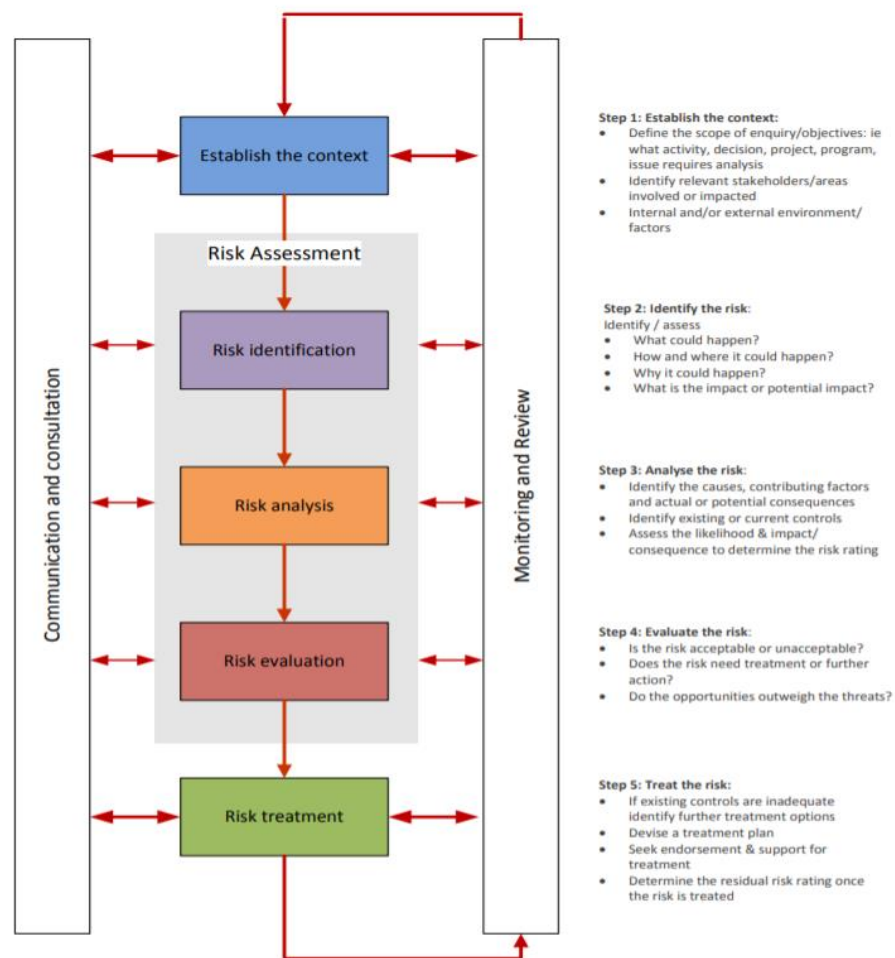 Communication and consultation
Establish the context
Risk Assessment
Risk identification
Risk analysis
Risk evaluation
Risk treatment
Monitoring and Review
Step 1: Establish the context:
• Define the scope of enquiry/objectives: ie
what activity, decision, project, program,
issue requires analysis
• Identify relevant stakeholders/areas
involved or impacted
• Internal and/or external environment/
factors
Step 2: Identify the risk:
Identify / assess
• What could happen?
• How and where it could happen?
• Why it could happen?
• What is the impact or potential impact?
Step 3: Analyse the risk:
• Identify the causes, contributing factors
and actual or potential consequences
• Identify existing or current controls
• Assess the likelihood & impact/
consequence to determine the risk rating
Step 4: Evaluate the risk:
• Is the risk acceptable or unacceptable?
• Does the risk need treatment or further
action?
• Do the opportunities outweigh the threats?
Step 5: Treat the risk:
• If existing controls are inadequate
identify further treatment options
• Devise a treatment plan
• Seek endorsement & support for
treatment
• Determine the residual risk rating once
the risk is treated